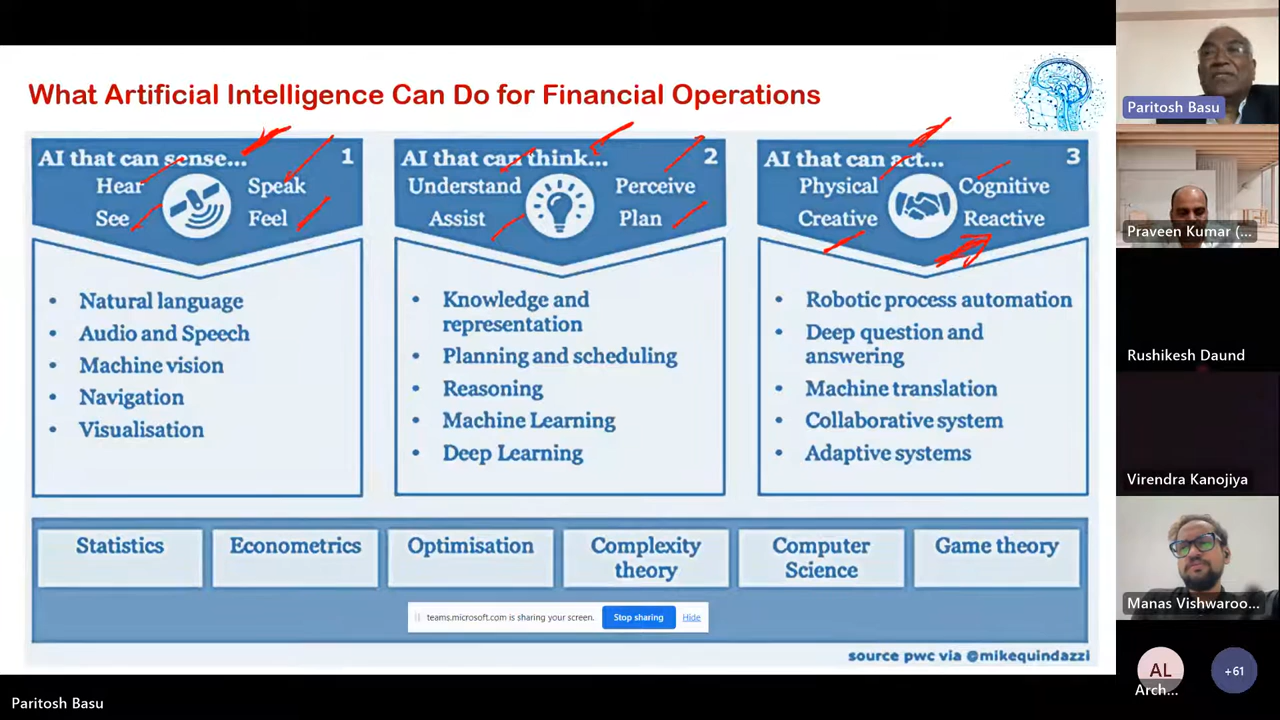 What Artificial Intelligence Can Do for Financial Operations
AI that can sense... 1
Hear Speak
See Feel
• Natural language
• Audio and Speech
• Machine vision
• Navigation
• Visualisation
AI that can think... 2
Understand Perceive
Assist Plan
• Knowledge and
representation
• Planning and scheduling
• Reasoning
• Machine Learning
• Deep Learning
AI that can act... 3
Physical Cognitive
Creative Reactive
• Robotic process automation
• Deep question and
answering
• Machine translation
• Collaborative system
• Adaptive systems
Statistics
Econometrics
Optimisation
Complexity
theory
Computer
Science
Game theory
teams.microsoft.com is sharing your screen. Stop sharing Hide
source pwc via @mikequindazzi
Paritosh Basu
Paritosh Basu
Praveen Kumar (...
Rushikesh Daund
Virendra Kanojiya
Manas Vishwaroo...
AL
Arch...
+61